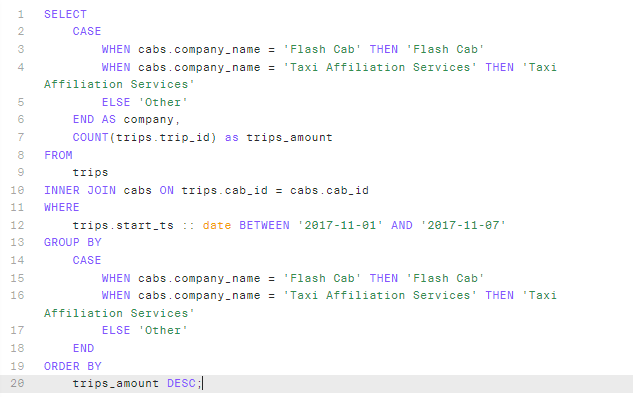 1 SELECT
2 CASE
3 WHEN cabs.company_name = 'Flash Cab' THEN 'Flash Cab'
4 WHEN cabs.company_name = 'Taxi Affiliation Services' THEN 'Taxi
Affiliation Services'
5 ELSE 'Other'
6 END AS company,
7 COUNT(trips.trip_id) as trips_amount
8 FROM
9 trips
10 INNER JOIN cabs ON trips.cab_id = cabs.cab_id
11 WHERE
12 trips.start_ts :: date BETWEEN '2017-11-01' AND '2017-11-07'
13 GROUP BY
14 CASE
15 WHEN cabs.company_name = 'Flash Cab' THEN 'Flash Cab'
16 WHEN cabs.company_name = 'Taxi Affiliation Services' THEN 'Taxi
Affiliation Services'
17 ELSE 'Other'
18 END
19 ORDER BY
20 trips_amount DESC;